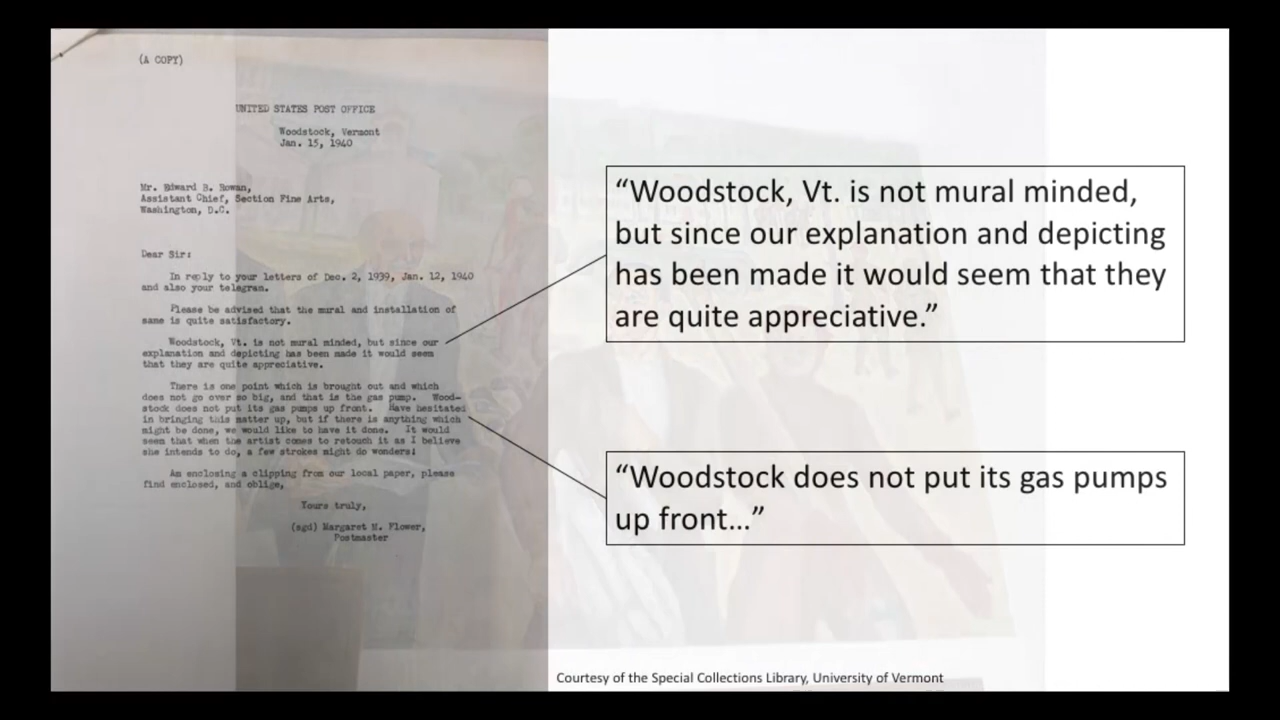 (A COPY)
UNITED STATES POST OFFICE
Woodstock, Vermont
Jan. 15, 1940
Mr. Edward B. Rowan,
Assistant Chief, Section Fine Arts,
Washington, D.C.
Dear Sir:
In reply to your letters of Dec. 2, 1939, Jan. 12, 1940
and also your telegram.
Please be advised that the mural and installation of
same is quite satisfactory.
Woodstock, Vt. is not mural minded, but since our
explanation and depicting has been made it would seem
that they are quite appreciative.
There is one point which is brought out and which
does not go over so big, and that is the gas pump. Wood-
stock does not put its gas pumps up front. Have hesitated
in bringing this matter up, but if there is anything which
might be done, we would like to have it done. It would
seem that when the artist comes to retouch it as I believe
she intends to do, a few strokes might do wonders!
Am enclosing a clipping from our local paper, please
find enclosed, and oblige,
Yours truly,
(sgd) Margaret M. Flower,
Postmaster
“Woodstock, Vt. is not mural minded,
but since our explanation and depicting
has been made it would seem that they
are quite appreciative.”
“Woodstock does not put its gas pumps
up front...”
Courtesy of the Special Collections Library, University of Vermont